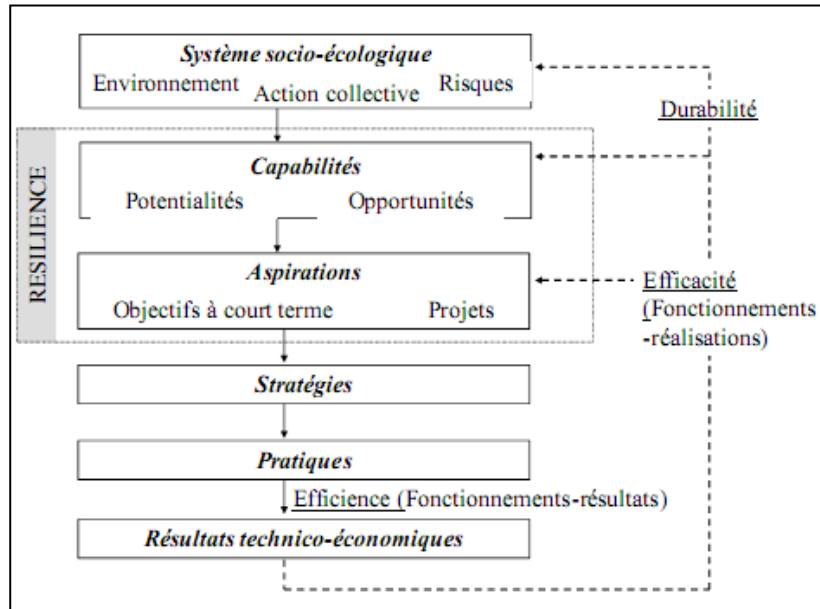 Système socio-écologique
Environnement Action collective Risques
Durabilité
RESILIENCE
Capabilités
Potentialités Opportunités
Aspirations
Objectifs à court terme Projets
Efficacité
(Fonctionnements
-réalisations)
Stratégies
Pratiques
Efficience (Fonctionnements-résultats)
Résultats technico-économiques